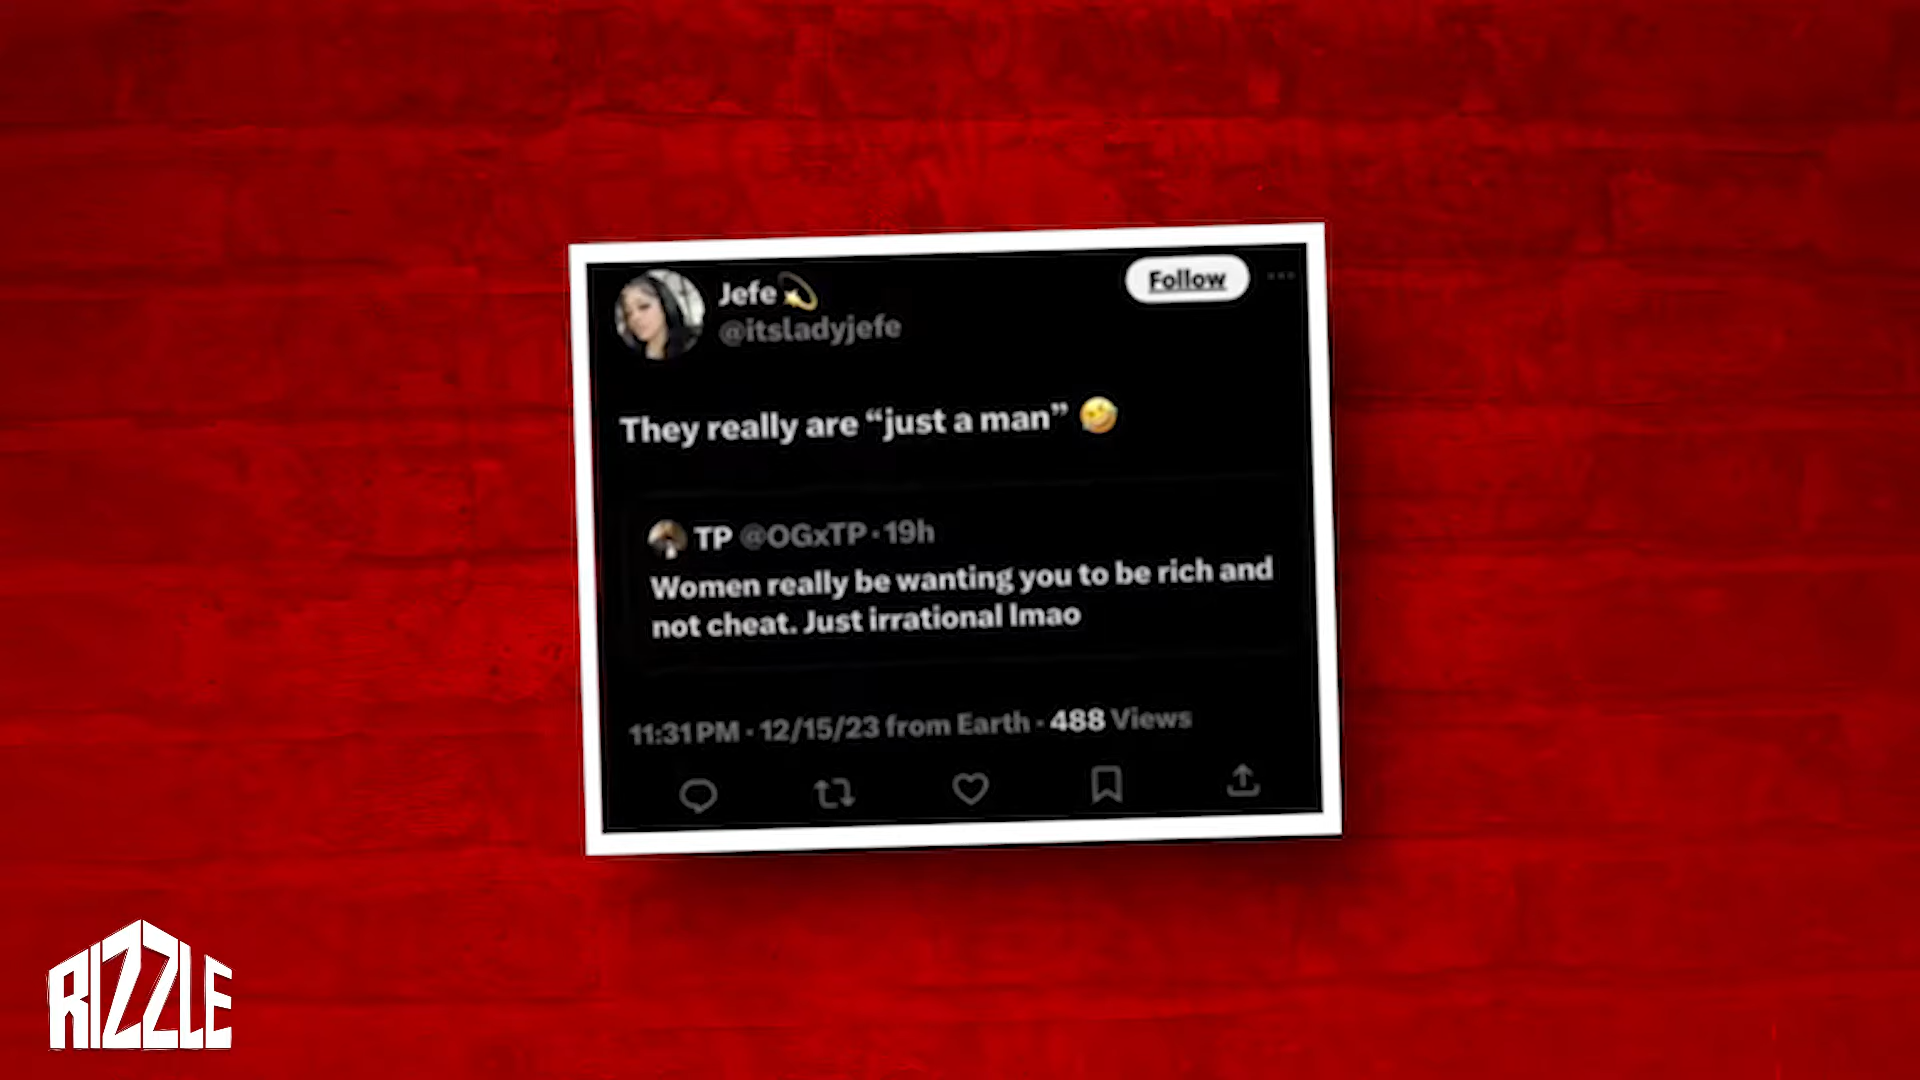 Jefe💫
Follow
@itsladyjefe
They really are “just a man” 🤣
TP @OGxTP · 19h
Women really be wanting you to be rich and
not cheat. Just irrational lmao
11:31 PM · 12/15/23 from Earth · 488 Views
RIZZLE